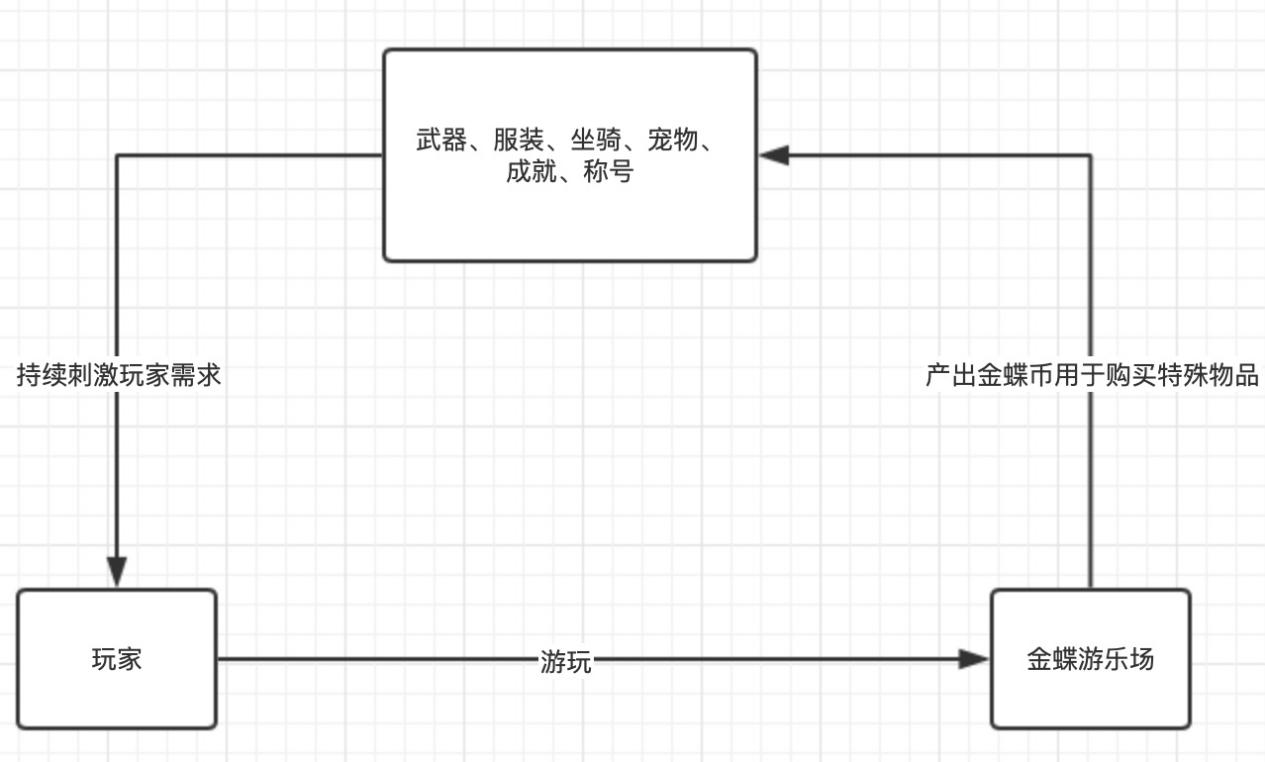 武器、服装、坐骑、宠物、
成就、称号
持续刺激玩家需求
产出金蝶币用于购买特殊物品
玩家
游玩
金蝶游乐场